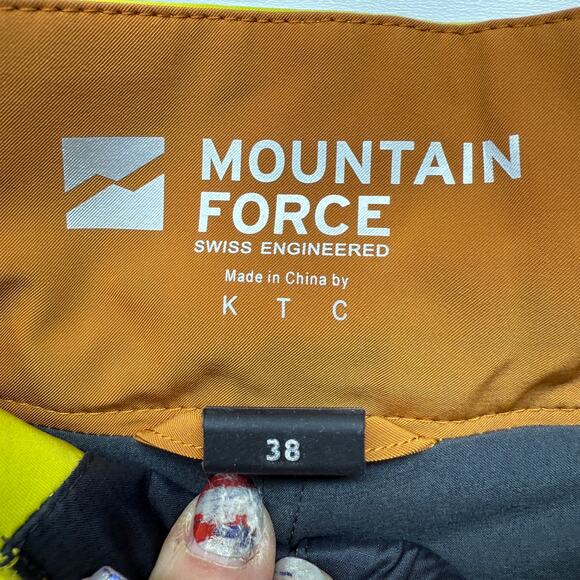 MOUNTAIN
FORCE
SWISS ENGINEERED
Made in China by
K T C
38